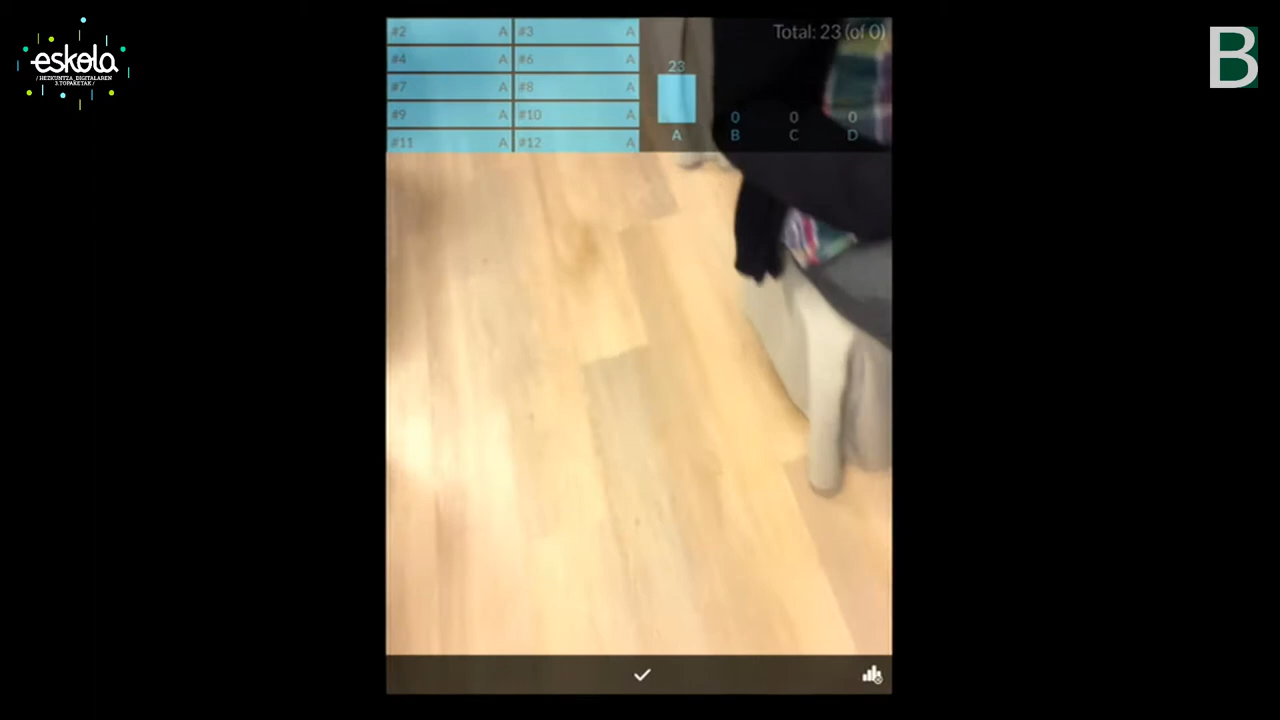 eskola
/ HEZKUNTZA_DIGITALAREN
3.TOPAKETAK /
B
Total: 23 (of 0)
#2 A #3 A
#4 A #6 A
#7 A #8 A
#9 A #10 A
#11 A #12 A
23 0 0 0
A B C D